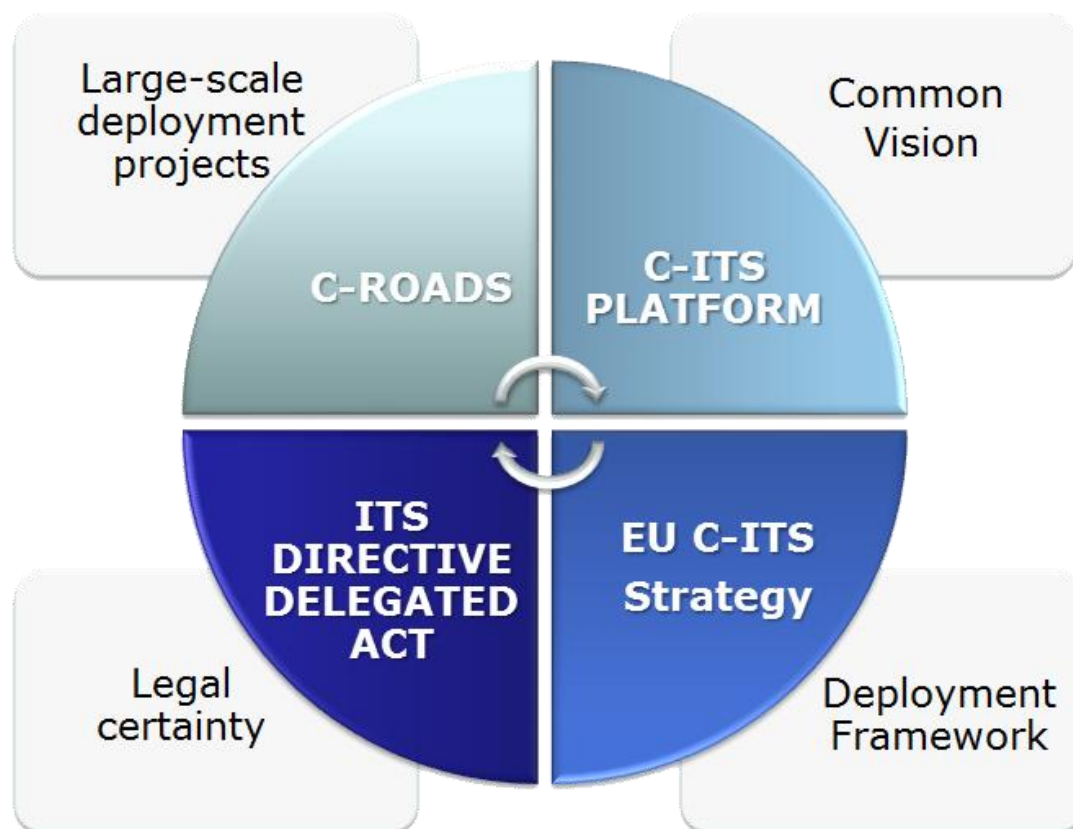 Large-scale
deployment
projects
Common
Vision
C-ROADS
C-ITS
PLATFORM
ITS
DIRECTIVE
DELEGATED
ACT
EU C-ITS
Strategy
Legal
certainty
Deployment
Framework